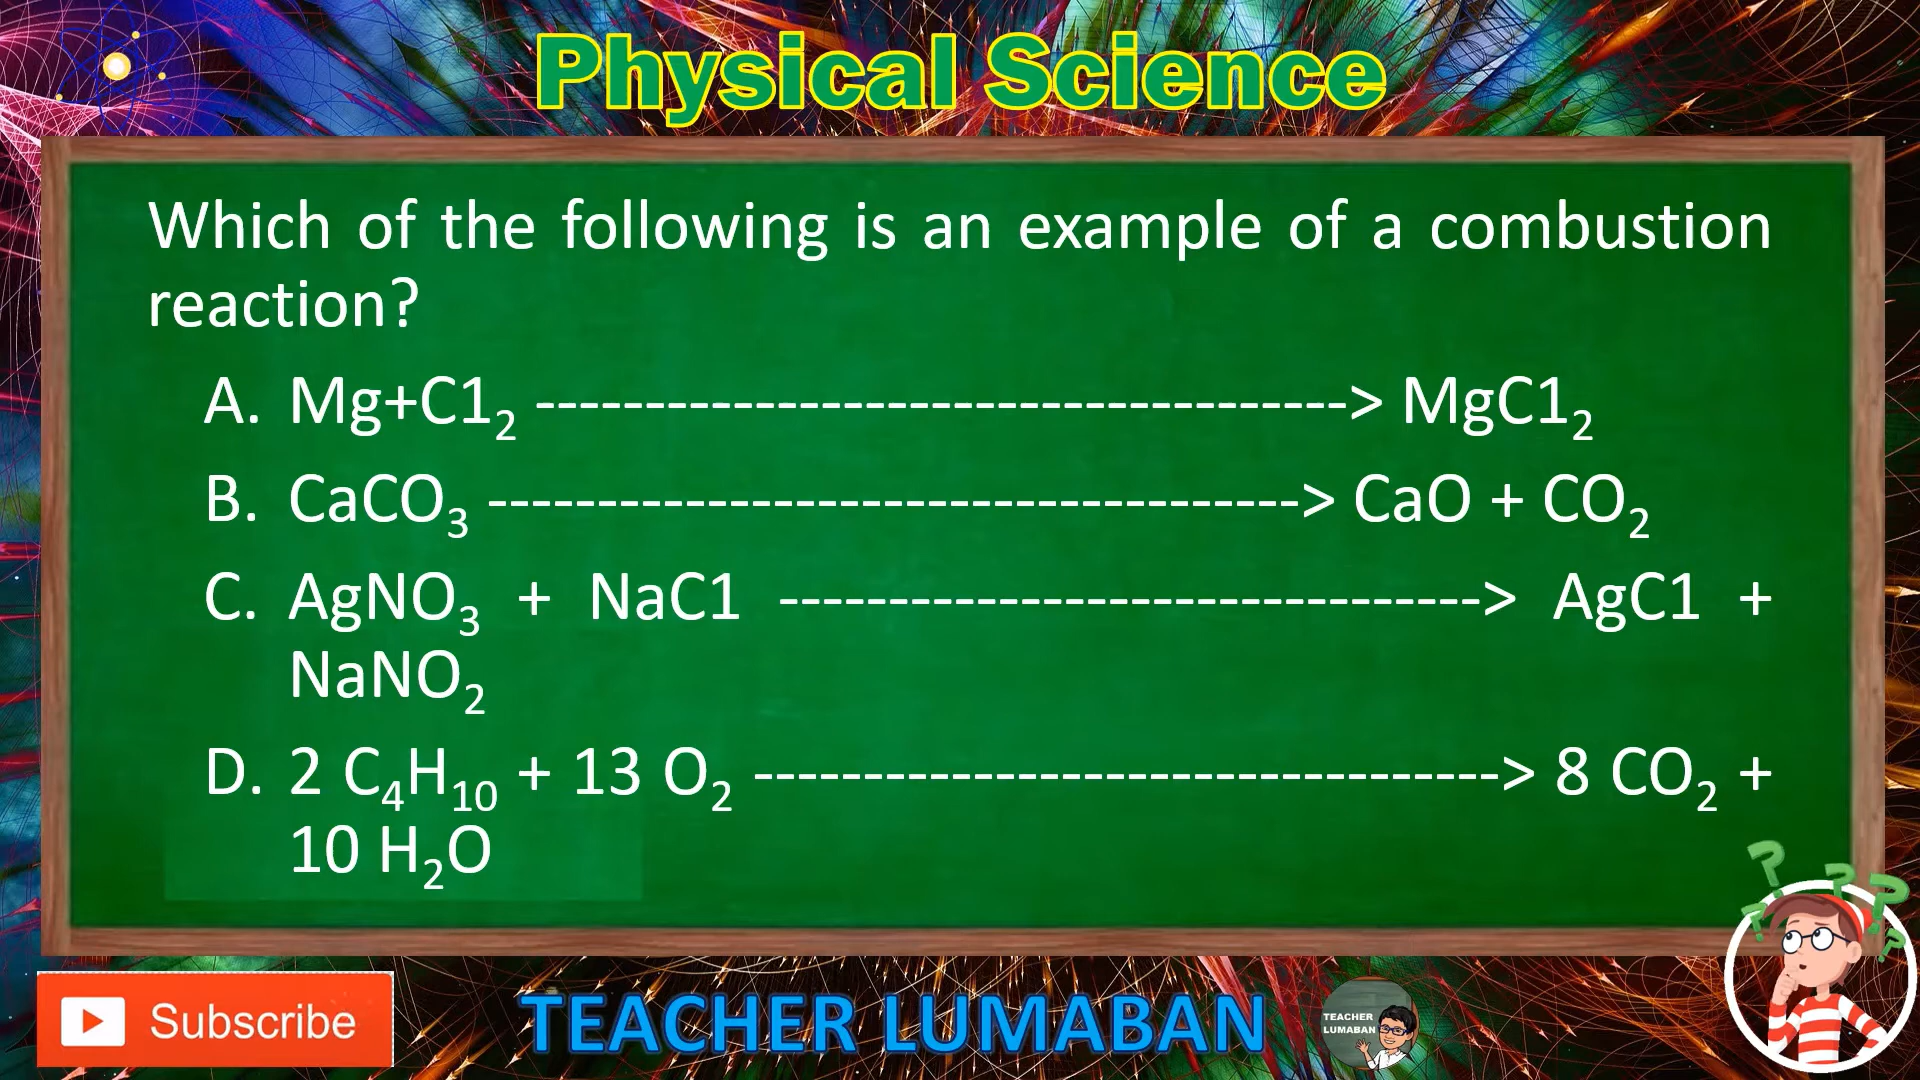 Physical Science
Which of the following is an example of a combustion
reaction?
A. Mg+C1₂ -------------------------------------> MgC1₂
B. CaCO₃ -------------------------------------> CaO + CO₂
C. AgNO₃ + NaC1 --------------------------------> AgC1 +
NaNO₂
D. 2 C₄H₁₀ + 13 O₂ ----------------------------------> 8 CO₂ +
10 H₂O
Subscribe
TEACHER LUMABAN
TEACHER
LUMABAN